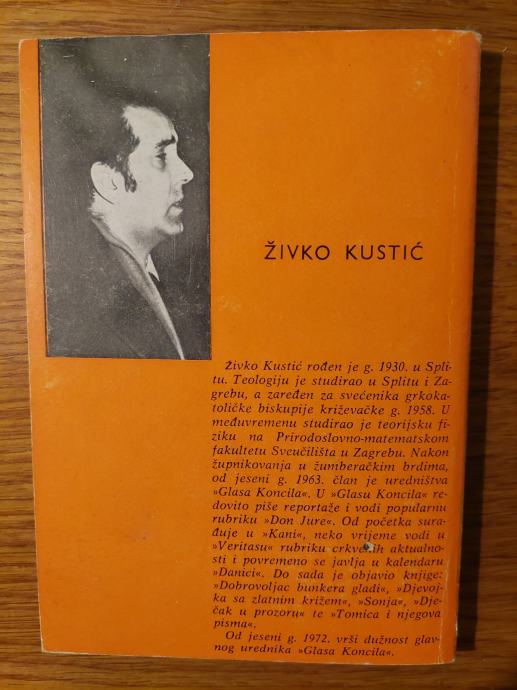 ŽIVKO KUSTIĆ
Živko Kustić rođen je g. 1930. u Spli-
tu. Teologiju je studirao u Splitu i Za-
grebu, a zaređen za svećenika grkoka-
toličke biskupije križevačke g. 1958. U
međuvremenu studirao je teorijsku fi-
ziku na Prirodoslovno-matematskom
fakultetu Sveučilišta u Zagrebu. Nakon
župnikovanja u žumberačkim brdima,
od jeseni g. 1963. član je uredništva
»Glasa Koncila«. U »Glasu Koncila« re-
dovito piše reportaže i vodi popularnu
rubriku »Don Jure«. Od početka sura-
đuje u »Kani«, neko vrijeme vodi u
»Veritasu« rubriku crkvenih aktualno-
sti i povremeno se javlja u kalendaru
»Danici«. Do sada je objavio knjige:
»Dobrovoljac bunkera gladi«, »Djevoj-
ka sa zlatnim križem«, »Sonja«, »Dje-
čak u prozoru« te »Tomica i njegova
pisma«.
Od jeseni g. 1972. vrši dužnost glav-
nog urednika »Glasa Koncila«.